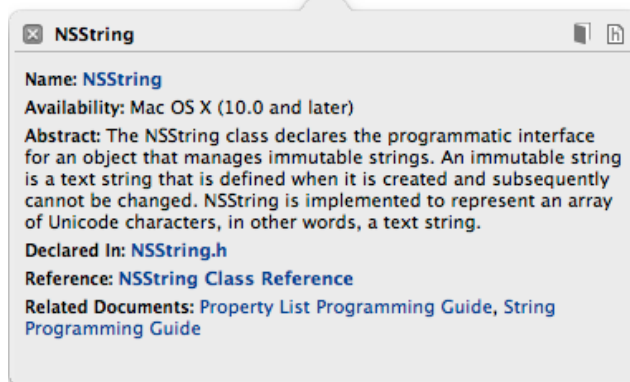 NSString
Name: NSString
Availability: Mac OS X (10.0 and later)
Abstract: The NSString class declares the programmatic interface
for an object that manages immutable strings. An immutable string
is a text string that is defined when it is created and subsequently
cannot be changed. NSString is implemented to represent an array
of Unicode characters, in other words, a text string.
Declared In: NSString.h
Reference: NSString Class Reference
Related Documents: Property List Programming Guide, String
Programming Guide